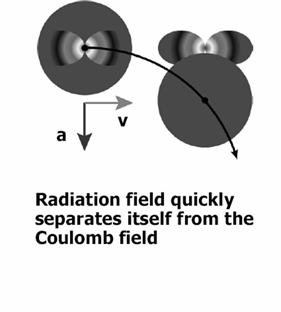 v
a
Radiation field quickly
separates itself from the
Coulomb field